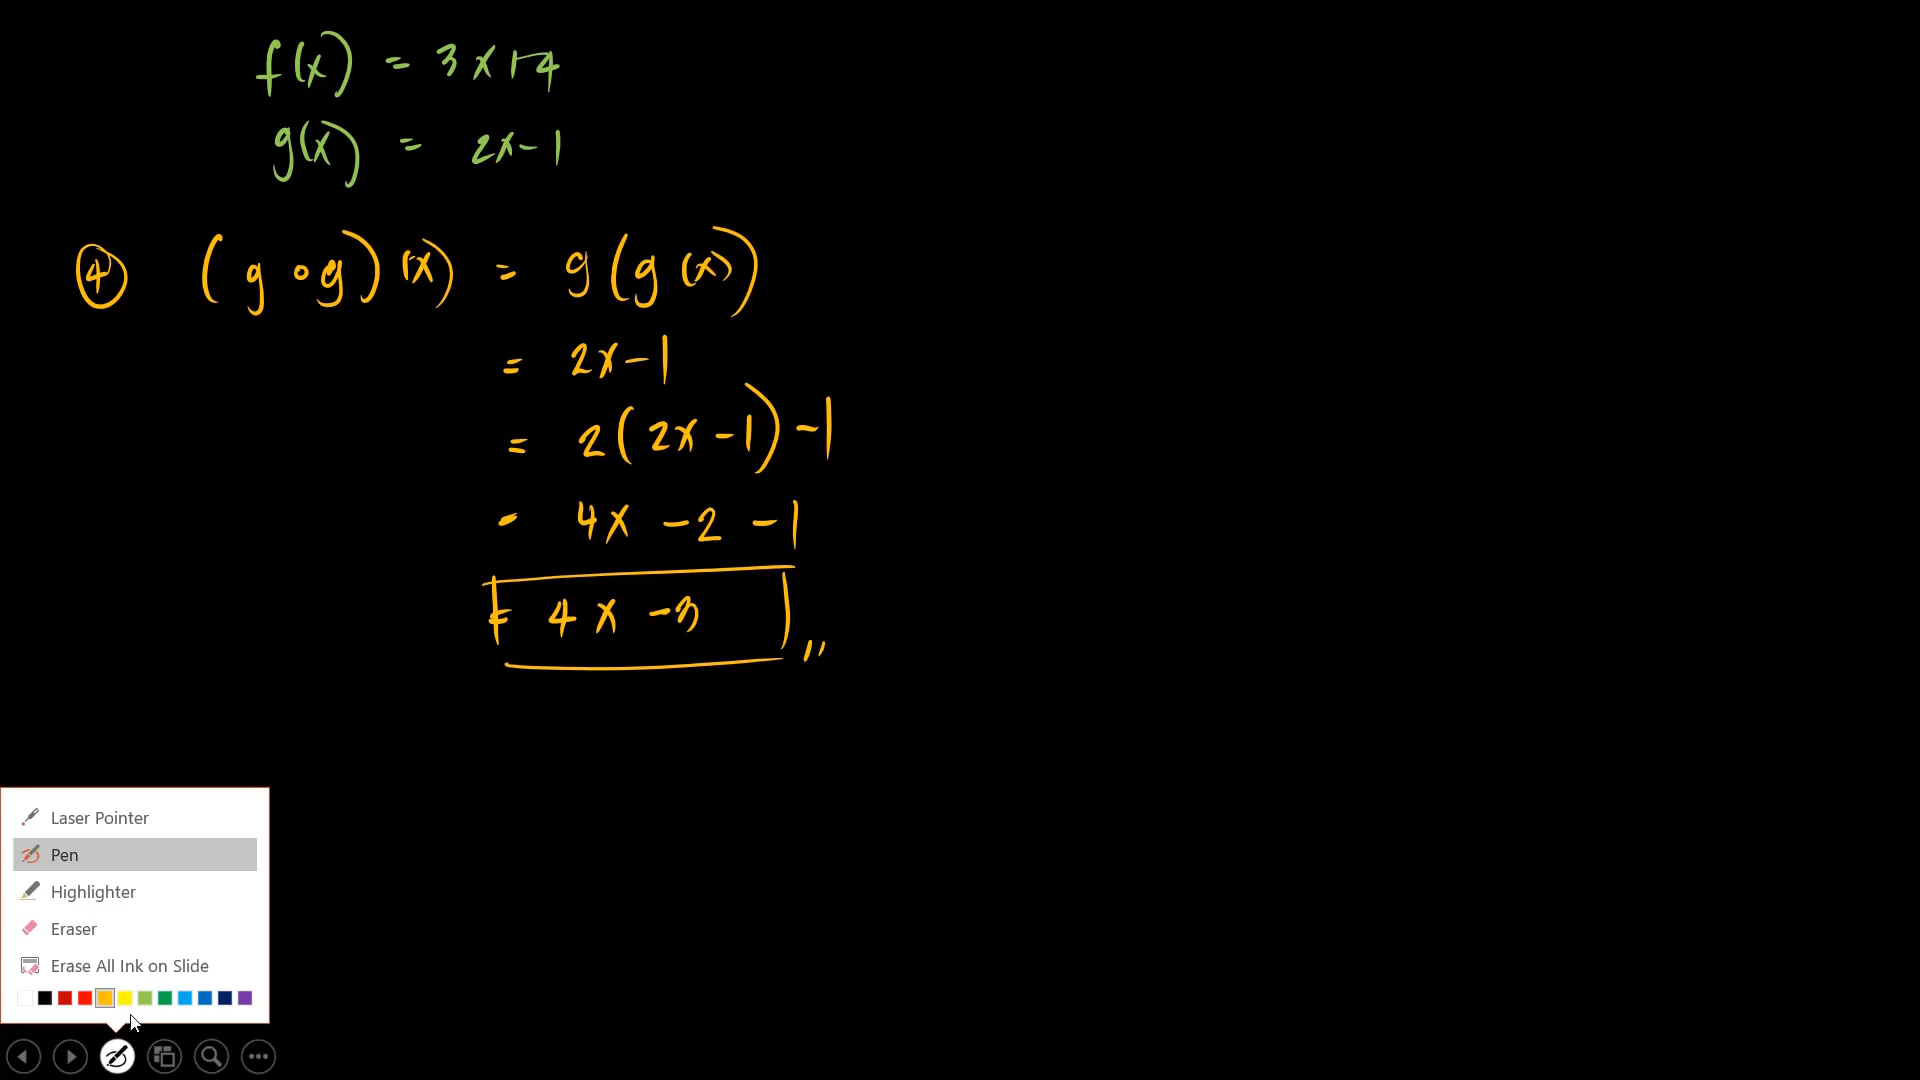 f(x) = 3x+4
g(x) = 2x-1
④ (g∘g)(x) = g(g(x))
= 2x-1
= 2(2x-1)-1
= 4x -2 -1
= 4x -3
Laser Pointer
Pen
Highlighter
Eraser
Erase All Ink on Slide